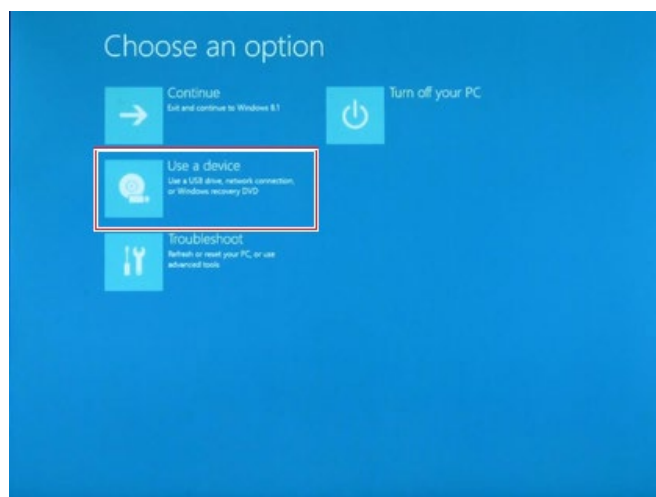 Choose an option
Continue
Exit and continue to Windows 8.1
Turn off your PC
Use a device
Use a USB drive, network connection,
or Windows recovery DVD
Troubleshoot
Refresh or reset your PC, or use
advanced tools